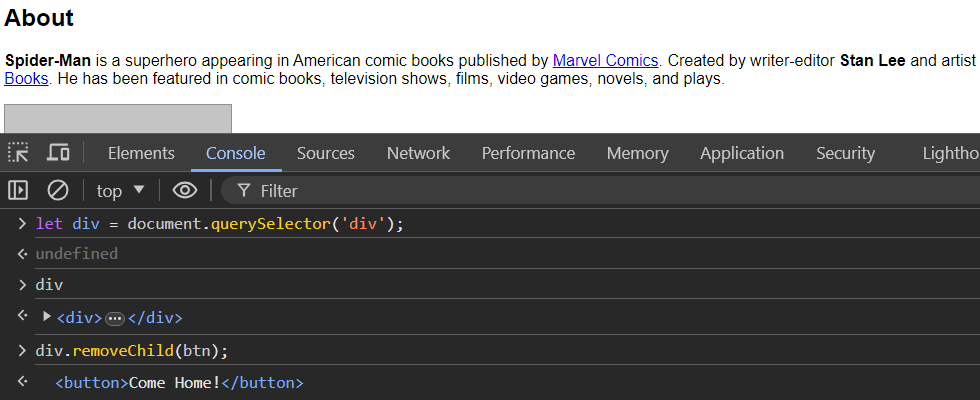 About
Spider-Man is a superhero appearing in American comic books published by Marvel Comics. Created by writer-editor Stan Lee and artist
Books. He has been featured in comic books, television shows, films, video games, novels, and plays.
Elements Console Sources Network Performance Memory Application Security Lightho
top Filter
let div = document.querySelector('div');
undefined
div
<div>…</div>
div.removeChild(btn);
<button>Come Home!</button>